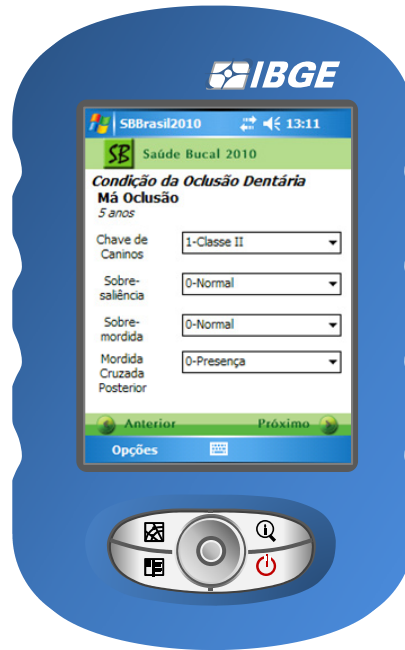 IBGE
SBBrasil2010 13:11
SB Saúde Bucal 2010
Condição da Oclusão Dentária
Má Oclusão
5 anos
Chave de
Caninos
1-Classe II
Sobre-
saliência
0-Normal
Sobre-
mordida
0-Normal
Mordida
Cruzada
Posterior
0-Presença
Anterior Próximo
Opções